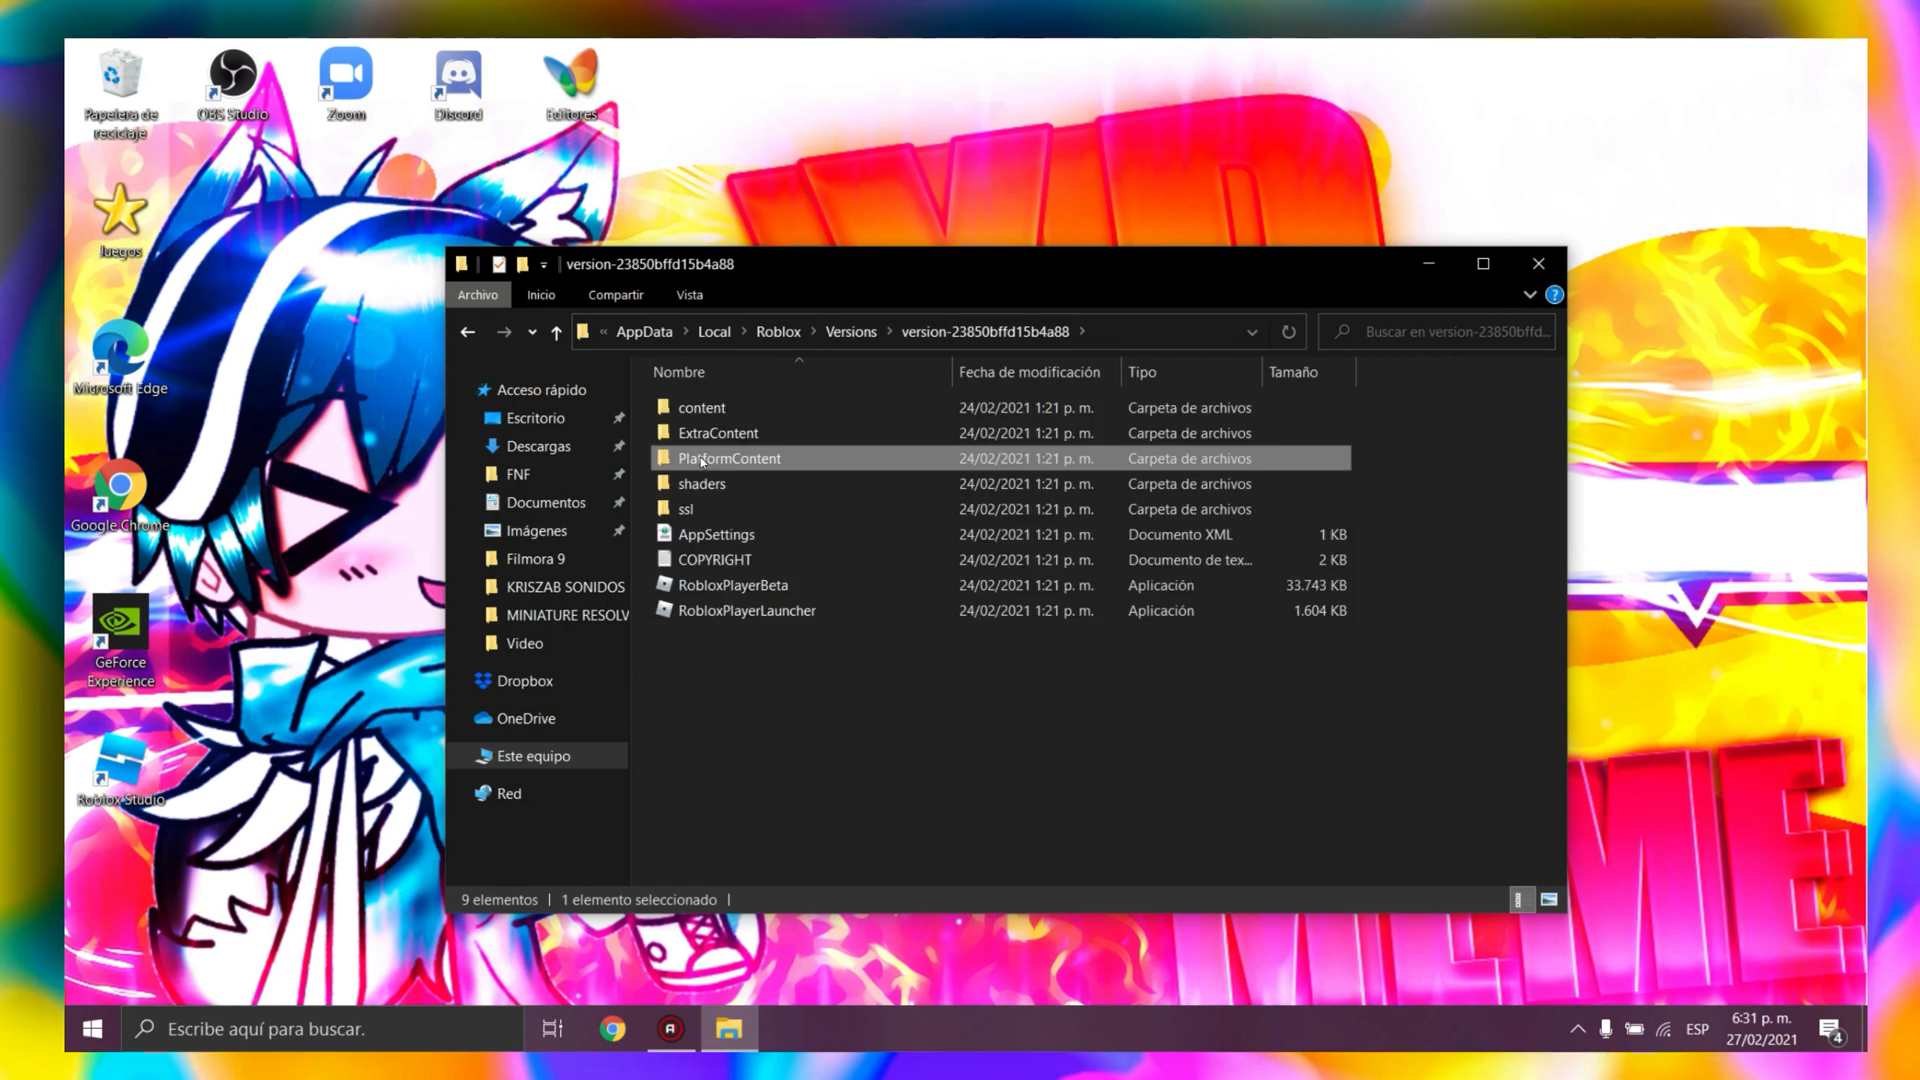 Papelera de
reciclaje
OBS Studio
Zoom
Discord
Editores
Juegos
Microsoft Edge
Google Chrome
GeForce
Experience
Roblox Studio
version-23850bffd15b4a88
Archivo Inicio Compartir Vista
« AppData > Local > Roblox > Versions > version-23850bffd15b4a88 >
Buscar en version-23850bffd...
Acceso rápido
Escritorio
Descargas
FNF
Documentos
Imágenes
Filmora 9
KRISZAB SONIDOS
MINIATURE RESOLV
Video
Dropbox
OneDrive
Este equipo
Red
Nombre Fecha de modificación Tipo Tamaño
content 24/02/2021 1:21 p. m. Carpeta de archivos
ExtraContent 24/02/2021 1:21 p. m. Carpeta de archivos
PlatformContent 24/02/2021 1:21 p. m. Carpeta de archivos
shaders 24/02/2021 1:21 p. m. Carpeta de archivos
ssl 24/02/2021 1:21 p. m. Carpeta de archivos
AppSettings 24/02/2021 1:21 p. m. Documento XML 1 KB
COPYRIGHT 24/02/2021 1:21 p. m. Documento de tex... 2 KB
RobloxPlayerBeta 24/02/2021 1:21 p. m. Aplicación 33.743 KB
RobloxPlayerLauncher 24/02/2021 1:21 p. m. Aplicación 1.604 KB
9 elementos | 1 elemento seleccionado |
MEME
Escribe aquí para buscar.
ESP
6:31 p. m.
27/02/2021
4